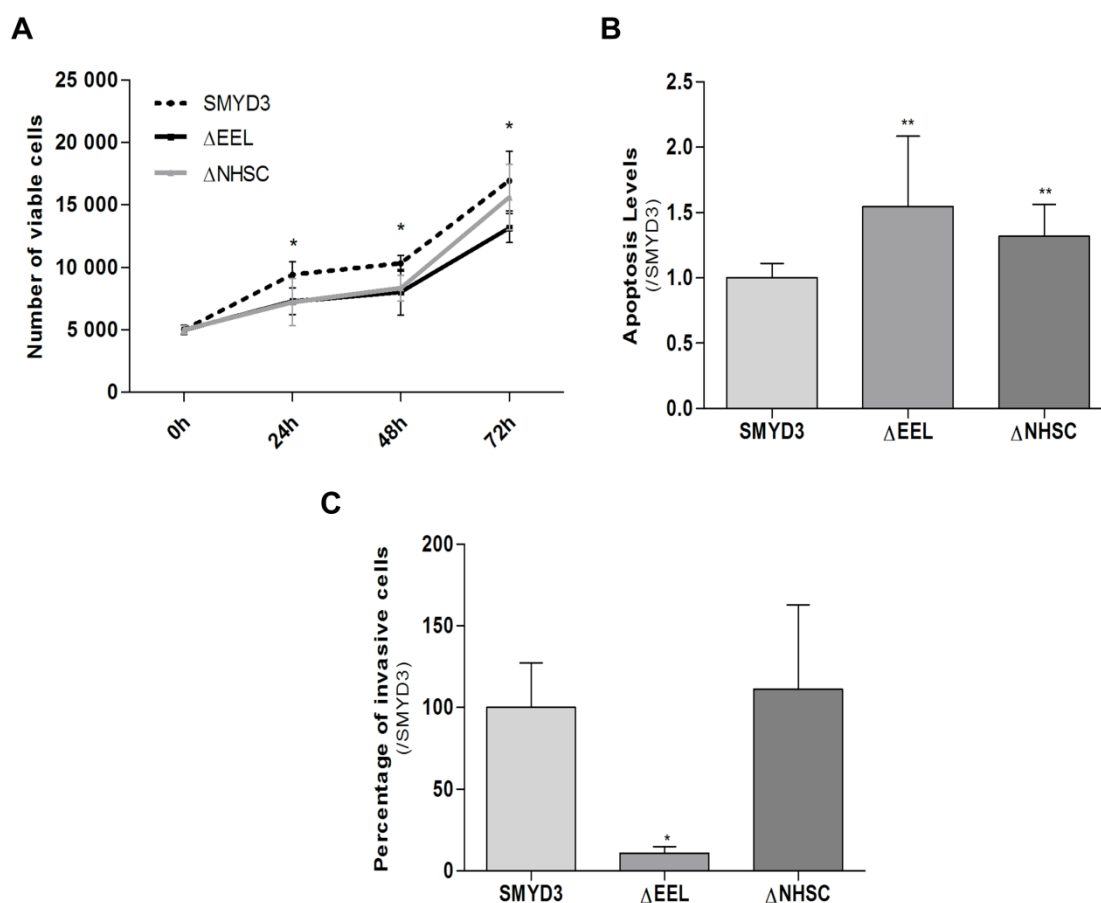 A
Number of viable cells
25 000
20 000
15 000
10 000
5 000
0
SMYD3
ΔEEL
ΔNHSC
*
*
*
0h
24h
48h
72h
B
Apoptosis Levels
(/SMYD3)
2.5
2.0
1.5
1.0
0.5
0.0
**
**
SMYD3
ΔEEL
ΔNHSC
C
Percentage of invasive cells
(/SMYD3)
200
150
100
50
0
*
SMYD3
ΔEEL
ΔNHSC